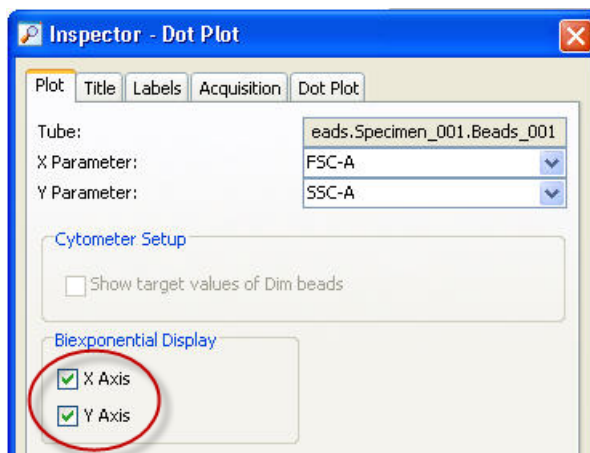 Inspector - Dot Plot
Plot Title Labels Acquisition Dot Plot
Tube: eads.Specimen_001.Beads_001
X Parameter: FSC-A
Y Parameter: SSC-A
Cytometer Setup
Show target values of Dim beads
Biexponential Display
X Axis
Y Axis